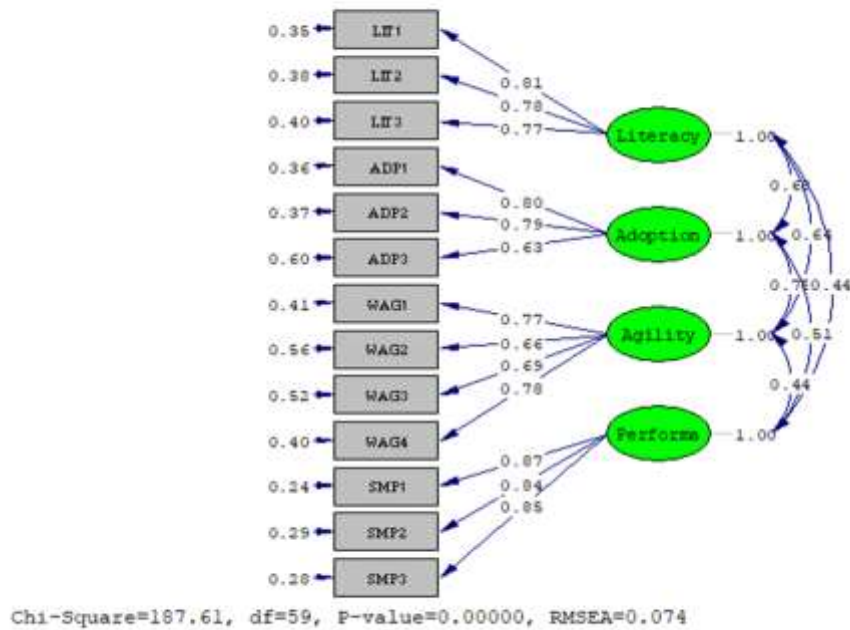 0.35 LIT1
0.38 LIT2
0.40 LIT3
0.36 ADP1
0.37 ADP2
0.60 ADP3
0.41 WAG1
0.56 WAG2
0.52 WAG3
0.40 WAG4
0.24 SMP1
0.29 SMP2
0.28 SMP3
0.81
0.78
0.77
0.80
0.79
0.63
0.77
0.66
0.69
0.78
0.87
0.84
0.85
Literacy 1.00
Adoption 1.00
Agility 1.00
Performa 1.00
0.64
0.44
0.51
0.44
Chi-Square=187.61, df=59, P-value=0.00000, RMSEA=0.074